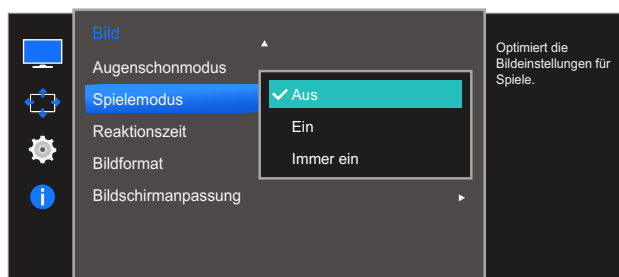 Bild
Augenschonmodus
Spielemodus
Reaktionszeit
Bildformat
Bildschirmanpassung
Aus
Ein
Immer ein
Optimiert die
Bildeinstellungen für
Spiele.